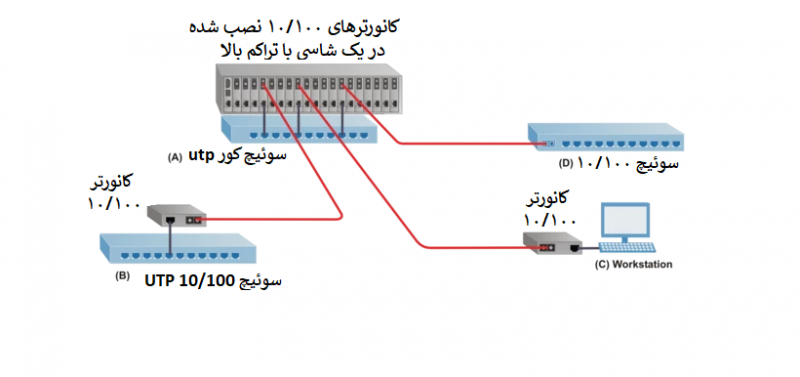 کانورترهای ۱۰/۱۰۰ نصب شده
در یک شاسی با تراکم بالا
(A) سوئیچ کور utp
(D) سوئیچ ۱۰/۱۰۰
کانورتر
۱۰/۱۰۰
کانورتر
۱۰/۱۰۰
(C) Workstation
(B) سوئیچ UTP 10/100